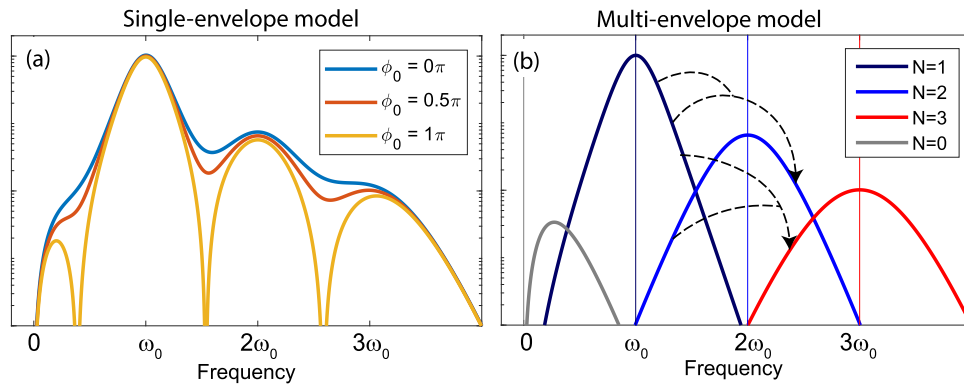 Single-envelope model
(a)
ϕ₀ = 0π
ϕ₀ = 0.5π
ϕ₀ = 1π
0 ω₀ 2ω₀ 3ω₀
Frequency
Multi-envelope model
(b)
N=1
N=2
N=3
N=0
0 ω₀ 2ω₀ 3ω₀
Frequency